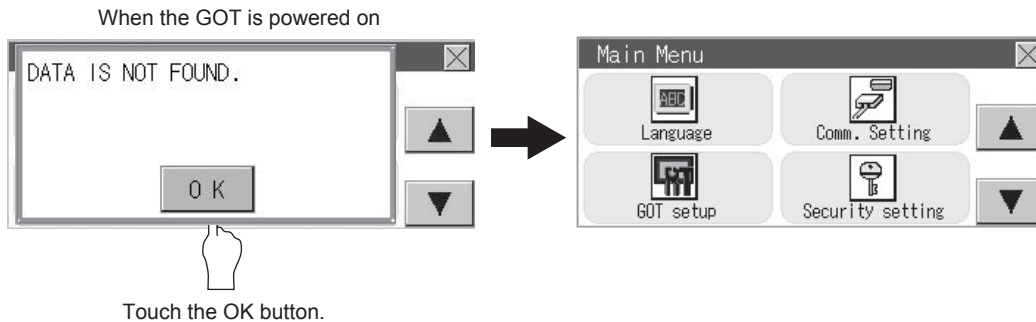 When the GOT is powered on
DATA IS NOT FOUND.
O K
Touch the OK button.
Main Menu
Language
Comm. Setting
GOT setup
Security setting